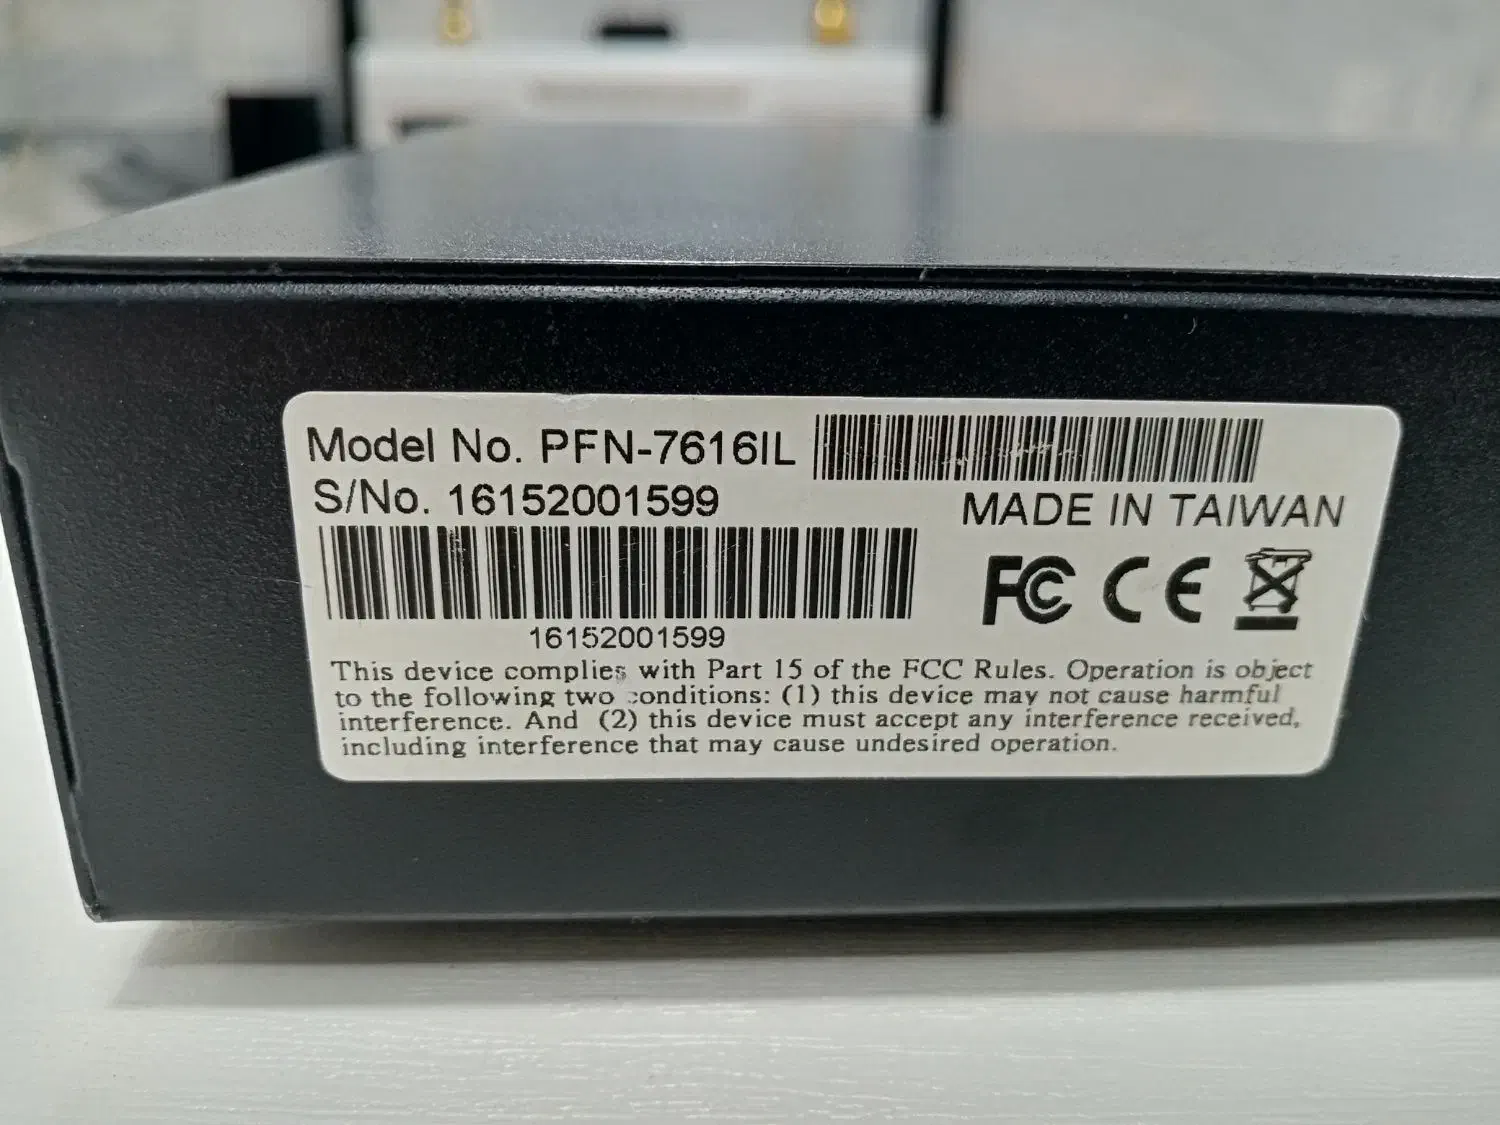 Model No. PFN-7616IL
S/No. 16152001599
MADE IN TAIWAN
FC CE
16152001599
This device complies with Part 15 of the FCC Rules. Operation is object
to the following two conditions: (1) this device may not cause harmful
interference. And (2) this device must accept any interference received,
including interference that may cause undesired operation.